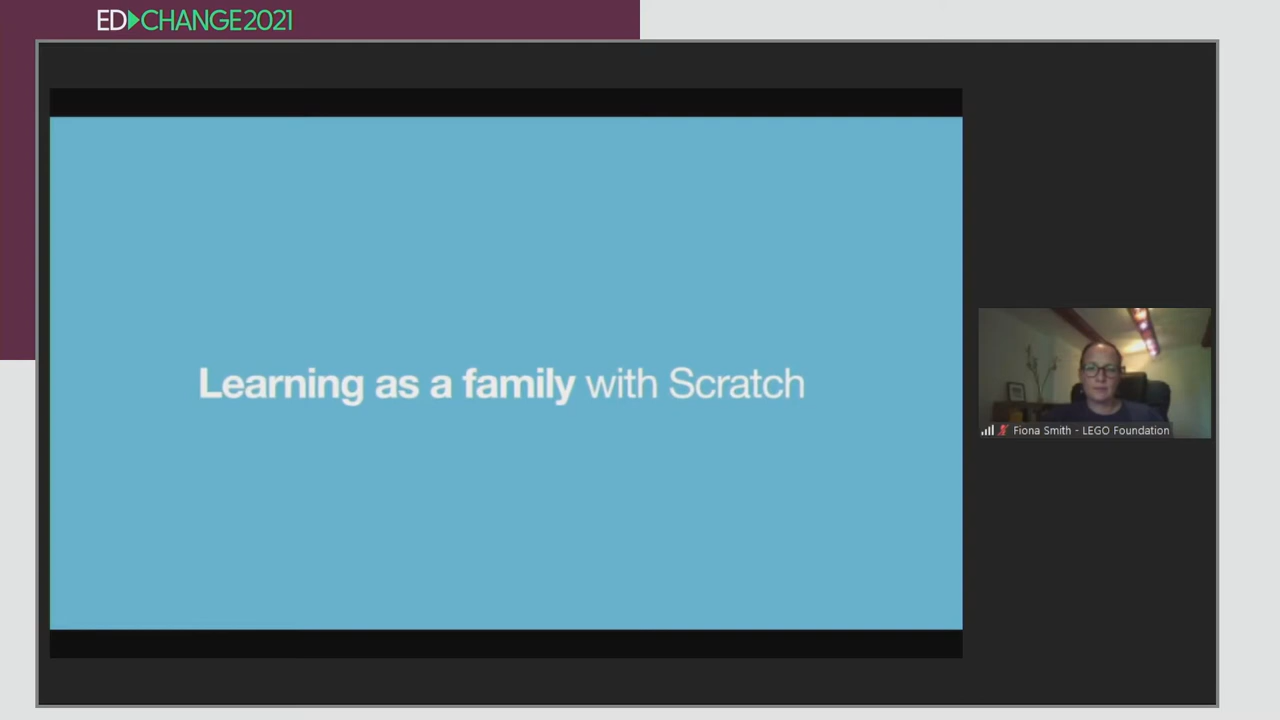 ED CHANGE2021
Learning as a family with Scratch
Fiona Smith - LEGO Foundation